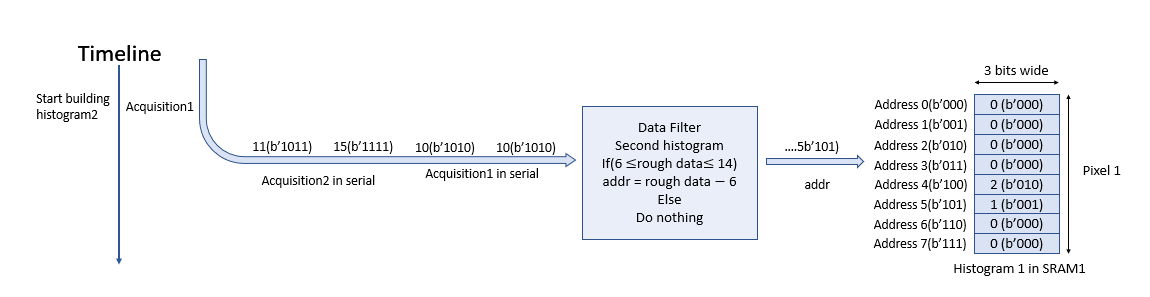 Timeline
Start building
histogram2
Acquisition1
11(b'1011)
15(b'1111)
10(b'1010)
10(b'1010)
Acquisition2 in serial
Acquisition1 in serial
Data Filter
Second histogram
If(6 ≤rough data≤ 14)
addr = rough data − 6
Else
Do nothing
....5b'101)
addr
3 bits wide
Address 0(b'000) 0 (b'000)
Address 1(b'001) 0 (b'000)
Address 2(b'010) 0 (b'000)
Address 3(b'011) 0 (b'000)
Address 4(b'100) 2 (b'010)
Address 5(b'101) 1 (b'001)
Address 6(b'110) 0 (b'000)
Address 7(b'111) 0 (b'000)
Pixel 1
Histogram 1 in SRAM1